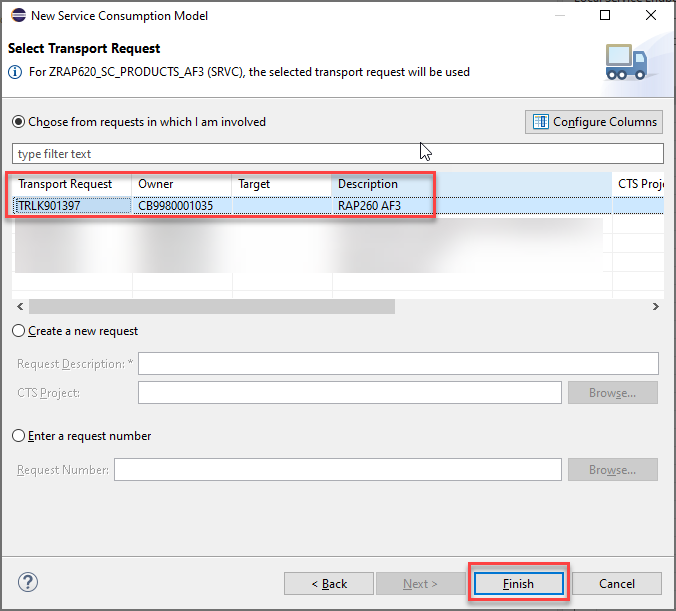 New Service Consumption Model
Select Transport Request
For ZRAP620_SC_PRODUCTS_AF3 (SRVC), the selected transport request will be used
Choose from requests in which I am involved
Configure Columns
type filter text
Transport Request Owner Target Description CTS Proje
TRLK901397 CB9980001035 RAP260 AF3
Create a new request
Request Description: *
CTS Project:
Browse...
Enter a request number
Request Number:
Browse...
? < Back Next > Finish Cancel